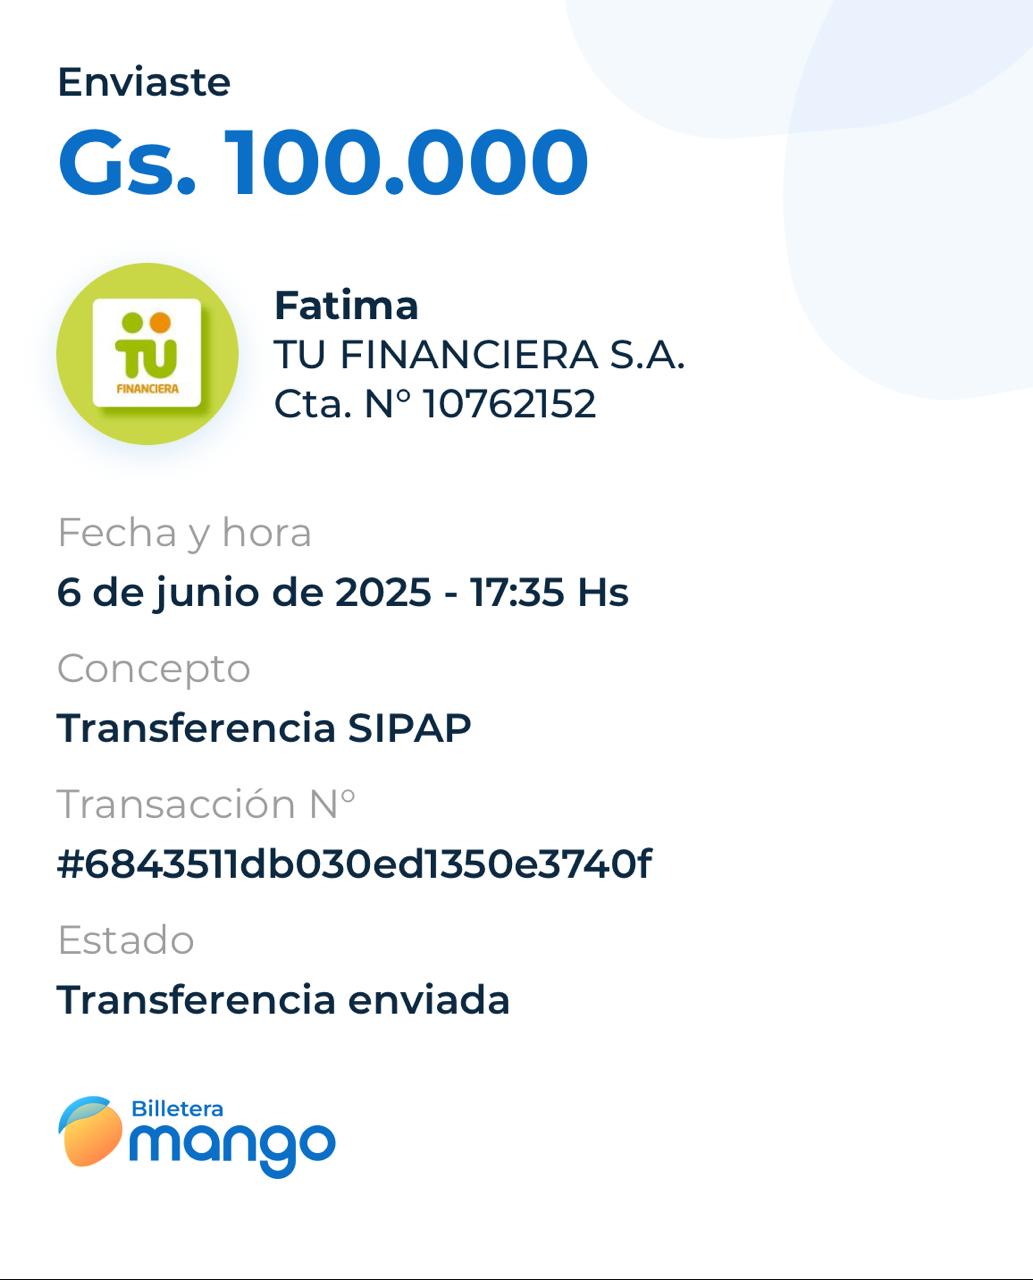 Enviaste
Gs. 100.000
TU
FINANCIERA
Fatima
TU FINANCIERA S.A.
Cta. N° 10762152
Fecha y hora
6 de junio de 2025 - 17:35 Hs
Concepto
Transferencia SIPAP
Transacción N°
#6843511db030ed1350e3740f
Estado
Transferencia enviada
Billetera
mango